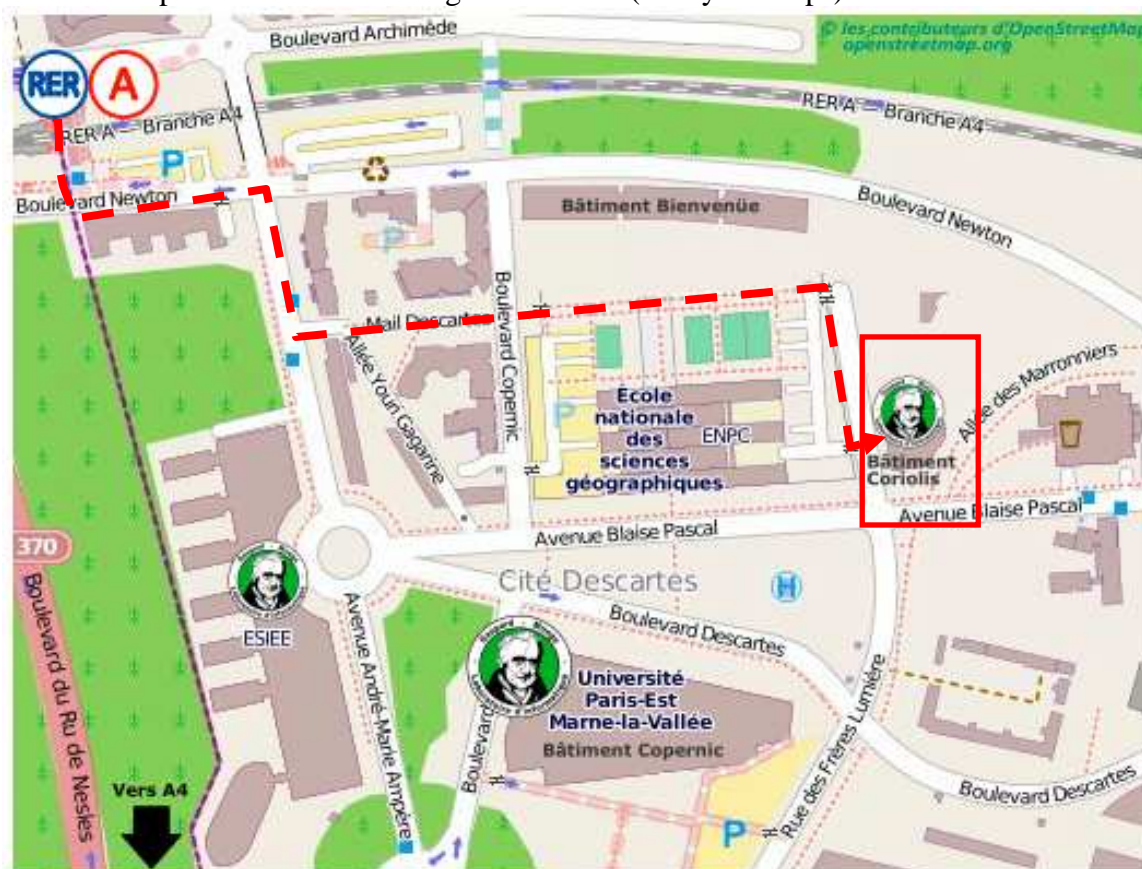 © les contributeurs d'OpenStreetMap
openstreetmap.org
Boulevard Archimède
RER
A
RER A — Branche A4
RER A — Branche A4
P
Boulevard Newton
Bâtiment Bienvenüe
Boulevard Newton
P
Mail Descartes
Boulevard Copernic
Allée Youri Gagarine
P
École
nationale
des
sciences
géographiques
ENPC
Allée des Marronniers
Bâtiment
Coriolis
Avenue Blaise Pascal
Avenue Blaise Pascal
370
Boulevard du Ru de Nesles
ESIEE
Cité Descartes
H
Boulevard Descartes
Avenue André-Marie Ampère
Boulevard
Université
Paris-Est
Marne-la-Vallée
Bâtiment Copernic
Rue des Frères Lumière
Boulevard Descartes
Vers A4
P